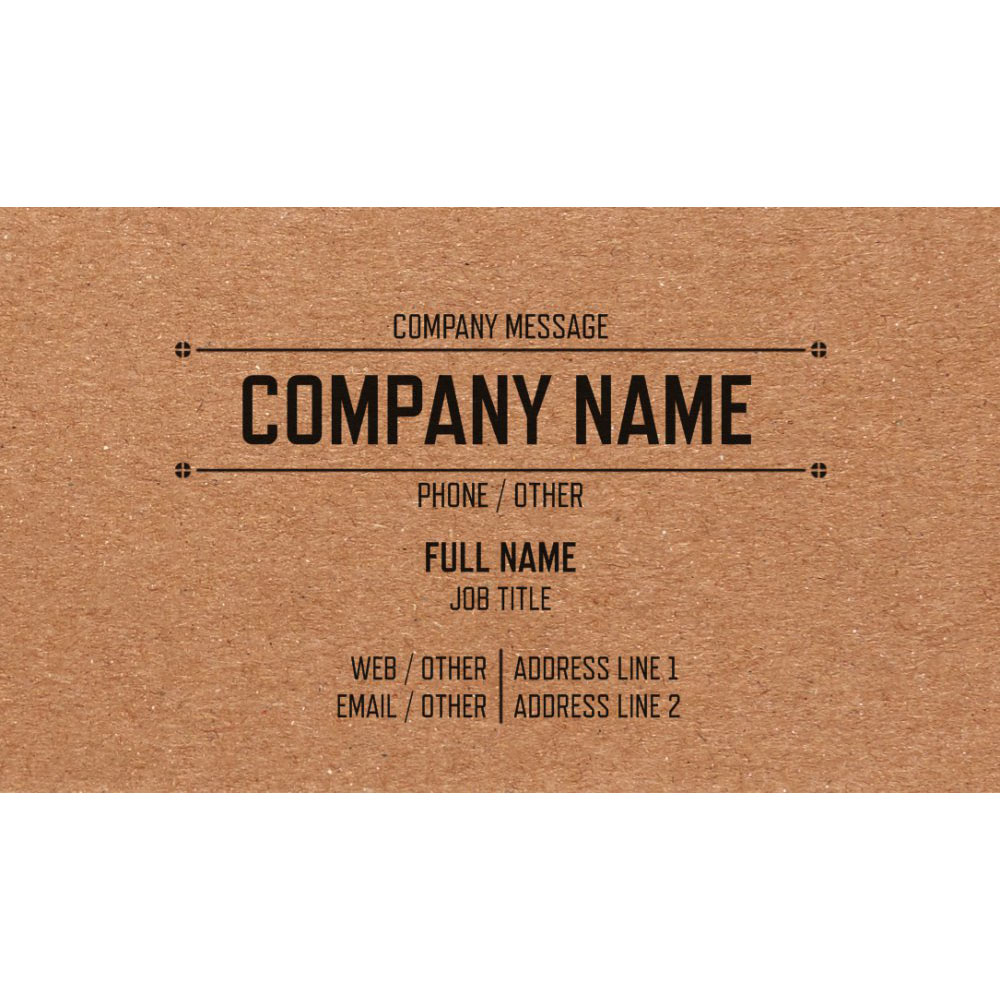 COMPANY MESSAGE
COMPANY NAME
PHONE / OTHER
FULL NAME
JOB TITLE
WEB / OTHER | ADDRESS LINE 1
EMAIL / OTHER | ADDRESS LINE 2